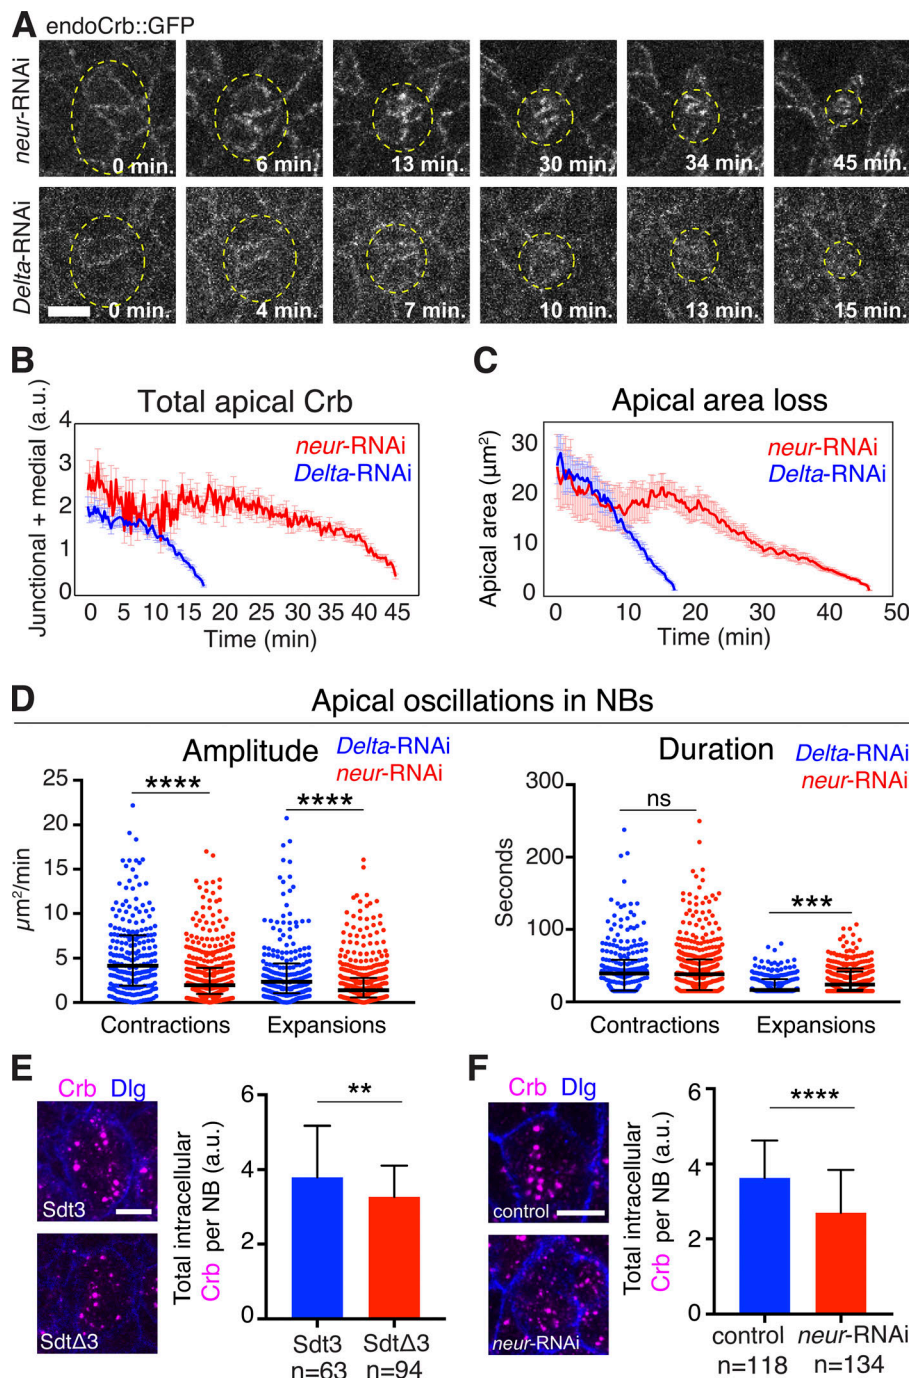 A endoCrb::GFP
neur-RNAi
0 min. 6 min. 13 min. 30 min. 34 min. 45 min.
Delta-RNAi
0 min. 4 min. 7 min. 10 min. 13 min. 15 min.
B
Total apical Crb
neur-RNAi
Delta-RNAi
Junctional + medial (a.u.)
4
3
2
1
0
0 5 10 15 20 25 30 35 40 45
Time (min)
C
Apical area loss
neur-RNAi
Delta-RNAi
Apical area (µm²)
30
20
10
0
0 10 20 30 40 50
Time (min)
D
Apical oscillations in NBs
Amplitude
Delta-RNAi
neur-RNAi
**** ****
µm²/min
25
20
15
10
5
0
Contractions Expansions
Duration
Delta-RNAi
neur-RNAi
ns ***
Seconds
300
200
100
0
Contractions Expansions
E
Crb Dlg
Sdt3
SdtΔ3
Total intracellular
Crb per NB (a.u.)
**
6
4
2
0
Sdt3 SdtΔ3
n=63 n=94
F
Crb Dlg
control
neur-RNAi
Total intracellular
Crb per NB (a.u.)
****
6
4
2
0
control neur-RNAi
n=118 n=134